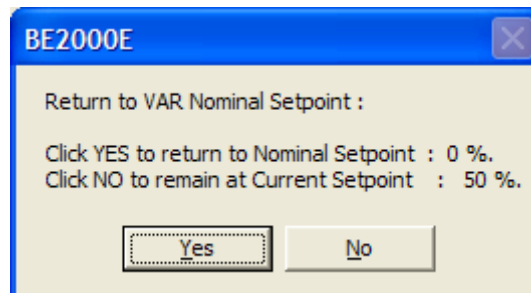 BE2000E
Return to VAR Nominal Setpoint :
Click YES to return to Nominal Setpoint : 0 %.
Click NO to remain at Current Setpoint : 50 %.
Yes
No